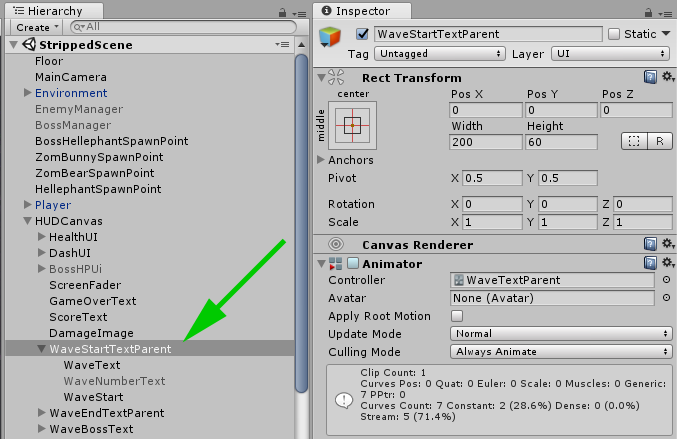 Hierarchy
Create
All
StrippedScene
Floor
MainCamera
Environment
EnemyManager
BossManager
BossHellephantSpawnPoint
ZomBunnySpawnPoint
ZomBearSpawnPoint
HellephantSpawnPoint
Player
HUDCanvas
HealthUI
DashUI
BossHPUi
ScreenFader
GameOverText
ScoreText
DamageImage
WaveStartTextParent
WaveText
WaveNumberText
WaveStart
WaveEndTextParent
WaveBossText
Inspector
WaveStartTextParent Static
Tag Untagged Layer UI
Rect Transform
center Pos X Pos Y Pos Z
middle 0 0 0
Width Height
200 60 R
Anchors
Pivot X 0.5 Y 0.5
Rotation X 0 Y 0 Z 0
Scale X 1 Y 1 Z 1
Canvas Renderer
Animator
Controller WaveTextParent
Avatar None (Avatar)
Apply Root Motion
Update Mode Normal
Culling Mode Always Animate
Clip Count: 1
Curves Pos: 0 Quat: 0 Euler: 0 Scale: 0 Muscles: 0 Generic:
7 PPtr: 0
Curves Count: 7 Constant: 2 (28.6%) Dense: 0 (0.0%)
Stream: 5 (71.4%)